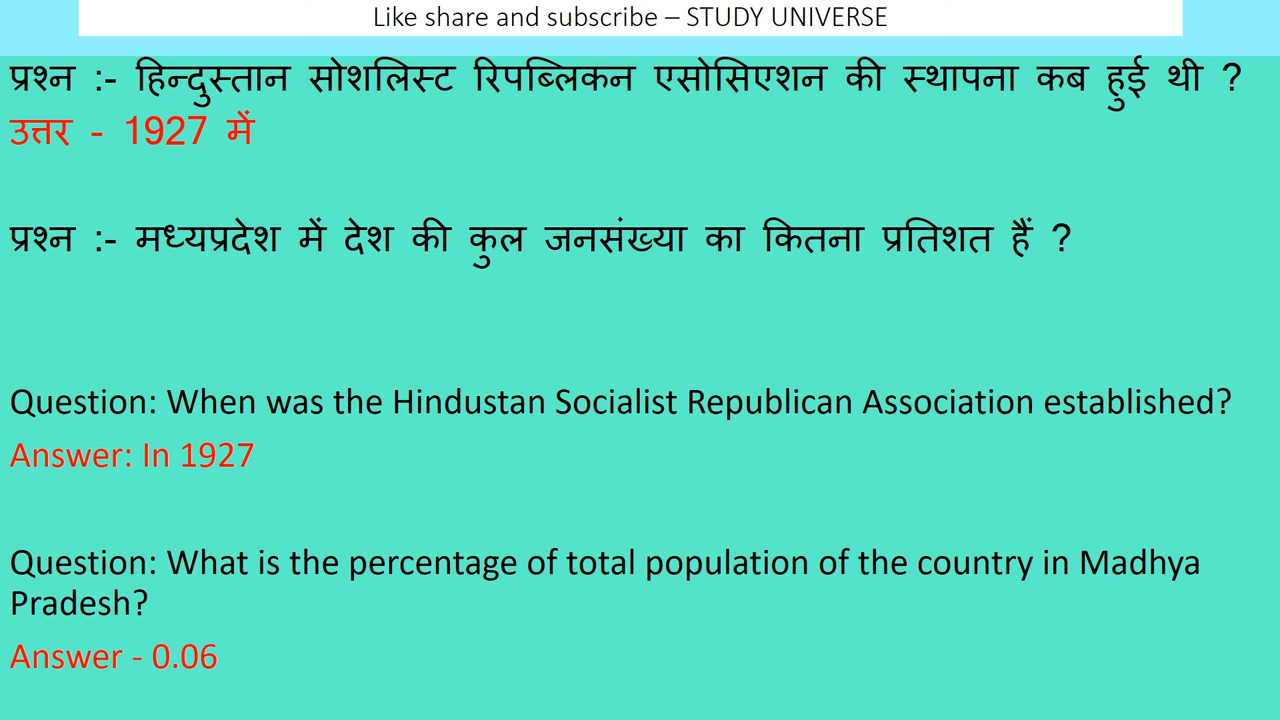 Like share and subscribe – STUDY UNIVERSE
प्रश्न :- हिन्दुस्तान सोशलिस्ट रिपब्लिकन एसोसिएशन की स्थापना कब हुई थी ?
उत्तर - 1927 में
प्रश्न :- मध्यप्रदेश में देश की कुल जनसंख्या का कितना प्रतिशत हैं ?
Question: When was the Hindustan Socialist Republican Association established?
Answer: In 1927
Question: What is the percentage of total population of the country in Madhya
Pradesh?
Answer - 0.06